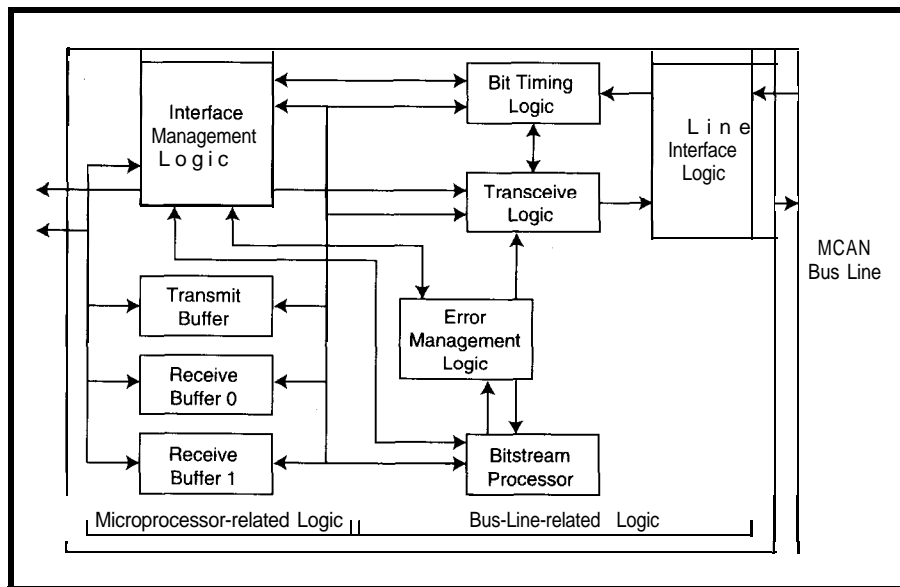 Interface
Management
Logic
Bit Timing
Logic
Line
Interface
Logic
Transceive
Logic
MCAN
Bus Line
Transmit
Buffer
Error
Management
Logic
Receive
Buffer 0
Receive
Buffer 1
Bitstream
Processor
Microprocessor-related Logic
Bus-Line-related Logic